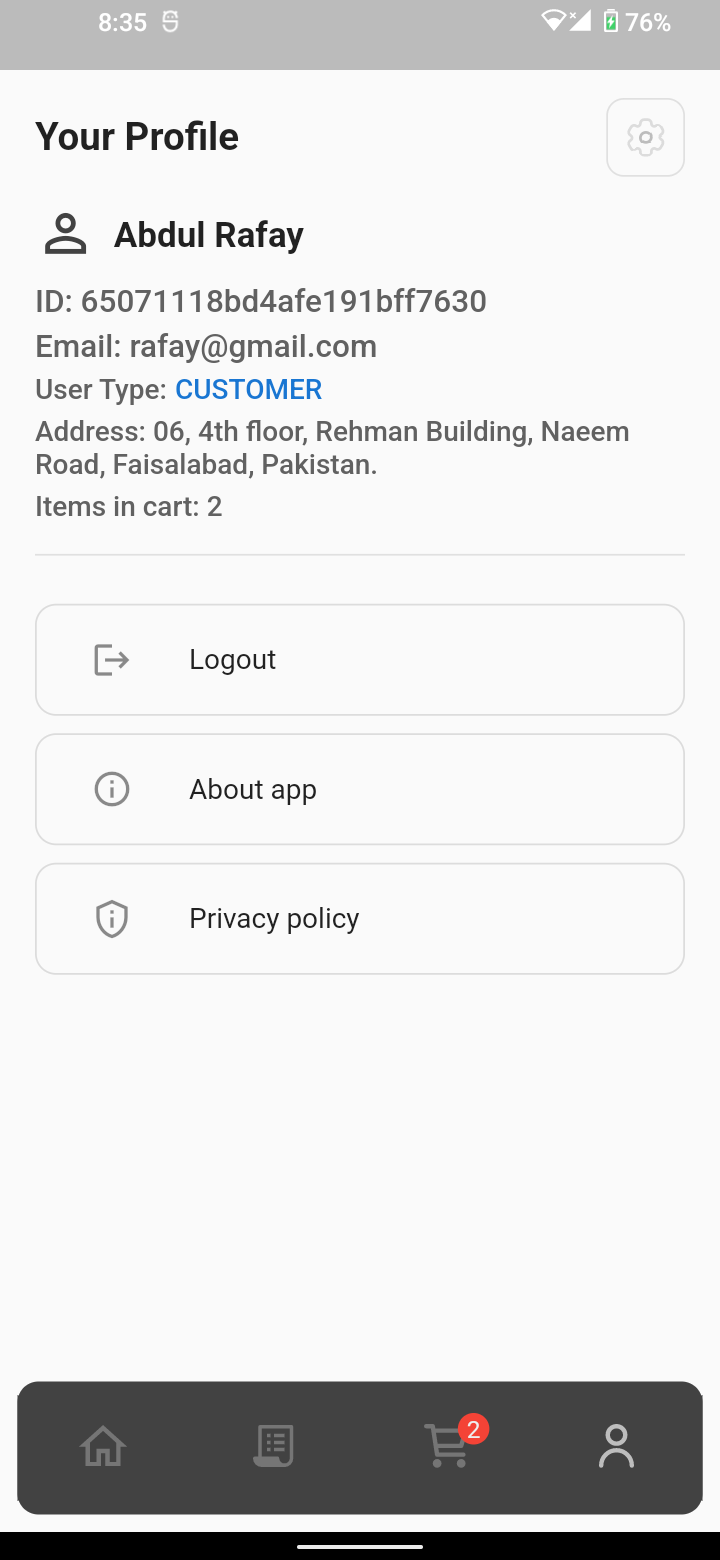 8:35
76%
Your Profile
Abdul Rafay
ID: 65071118bd4afe191bff7630
Email: rafay@gmail.com
User Type: CUSTOMER
Address: 06, 4th floor, Rehman Building, Naeem
Road, Faisalabad, Pakistan.
Items in cart: 2
Logout
About app
Privacy policy
2